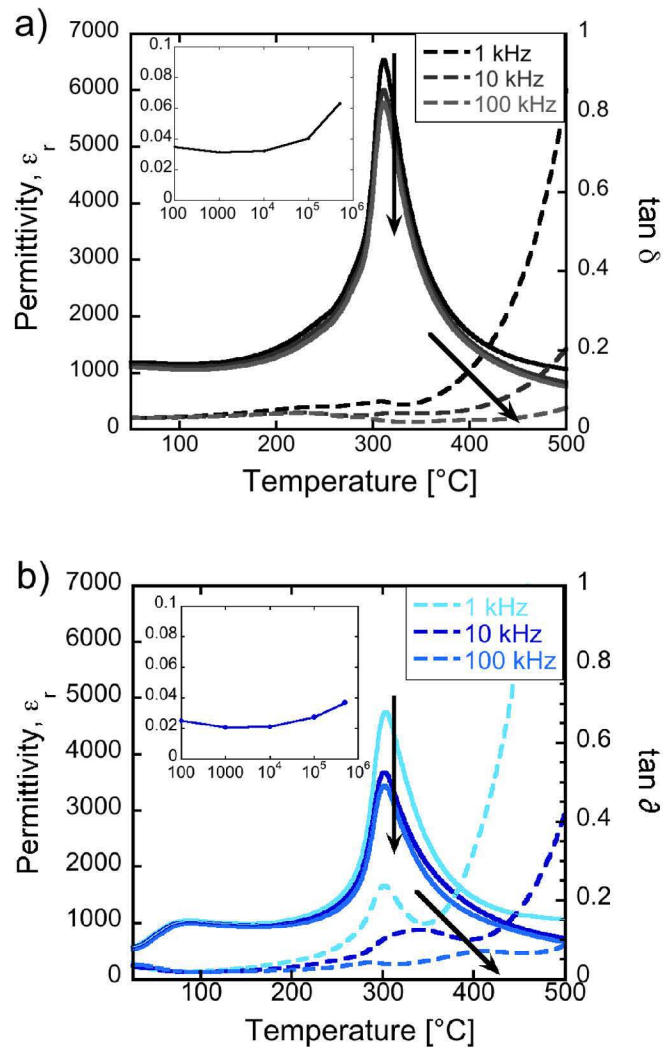 a)
7000
6000
5000
4000
3000
2000
1000
0
Permittivity, ε r
0.1
0.08
0.06
0.04
0.02
0
100 1000 10⁴ 10⁵ 10⁶
1 kHz
10 kHz
100 kHz
1
0.8
0.6
0.4
0.2
0
tan δ
100 200 300 400 500
Temperature [°C]
b)
7000
6000
5000
4000
3000
2000
1000
0
Permittivity, ε r
0.1
0.08
0.06
0.04
0.02
0
100 1000 10⁴ 10⁵ 10⁶
1 kHz
10 kHz
100 kHz
1
0.8
0.6
0.4
0.2
0
tan ∂
100 200 300 400 500
Temperature [°C]